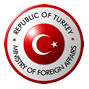 • REPUBLIC OF TURKEY •
MINISTRY OF FOREIGN AFFAIRS